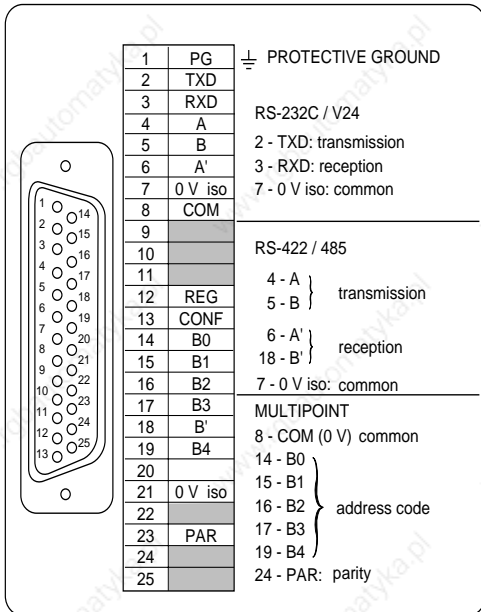 1 PG PROTECTIVE GROUND
2 TXD
3 RXD
4 A
5 B
6 A'
7 0 V iso
8 COM
9
10
11
12 REG
13 CONF
14 B0
15 B1
16 B2
17 B3
18 B'
19 B4
20
21 0 V iso
22
23 PAR
24
25
RS-232C / V24
2 - TXD: transmission
3 - RXD: reception
7 - 0 V iso: common
RS-422 / 485
4 - A
5 - B
transmission
6 - A'
18 - B'
reception
7 - 0 V iso: common
MULTIPOINT
8 - COM (0 V) common
14 - B0
15 - B1
16 - B2
17 - B3
19 - B4
address code
24 - PAR: parity
1
2
3
4
5
6
7
8
9
10
11
12
13
14
15
16
17
18
19
20
21
22
23
24
25
www.rgbautomatyka.pl